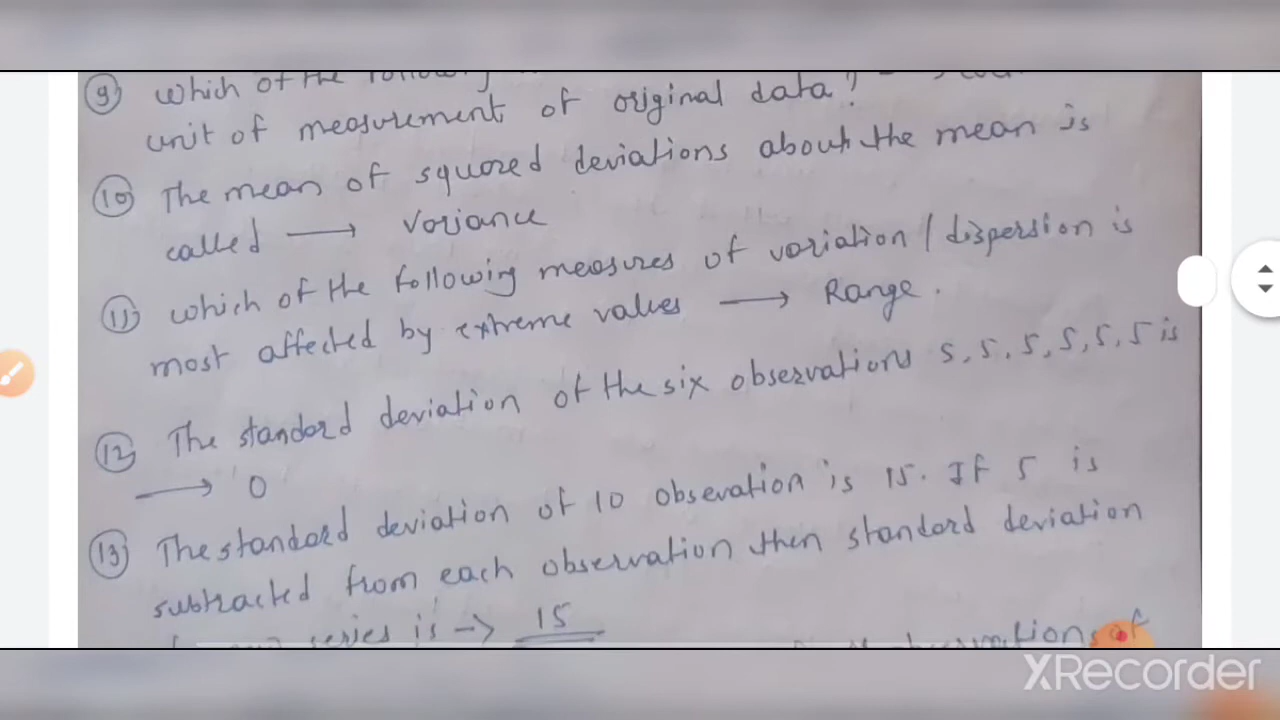 9) Which of the following
unit of measurement of original data?
10) The mean of squared deviations about the mean is
called → Variance
11) Which of the following measures of variation / dispersion is
most affected by extreme values → Range.
12) The standard deviation of the six observations 5, 5, 5, 5, 5, 5 is
→ 0
13) The standard deviation of 10 obsevation is 15. If 5 is
subtracted from each observation then standard deviation
series is → 15
observations of
XRecorder